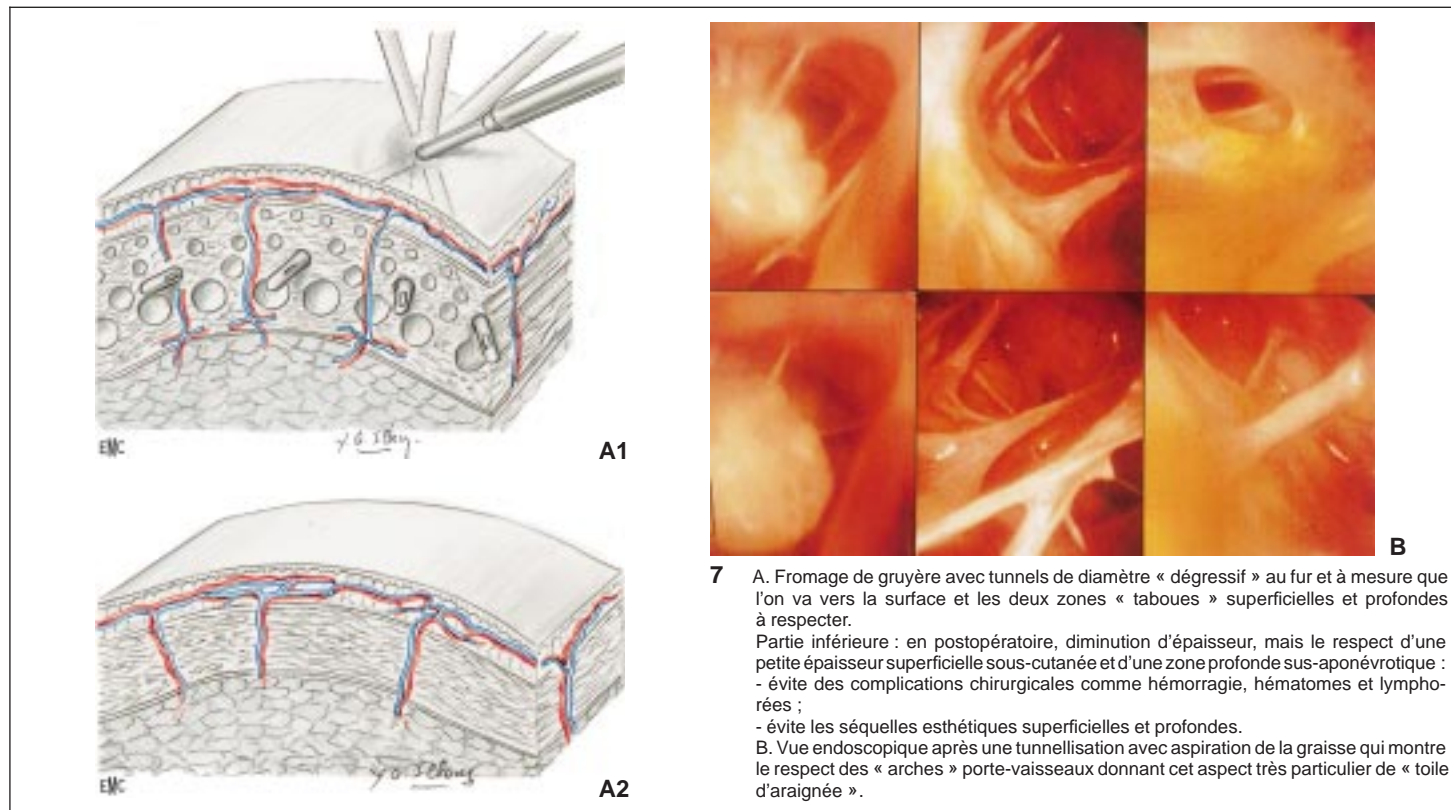 EMC
A1
EMC
A2
B
7 A. Fromage de gruyère avec tunnels de diamètre « dégressif » au fur et à mesure que
l'on va vers la surface et les deux zones « taboues » superficielles et profondes
à respecter.
Partie inférieure : en postopératoire, diminution d'épaisseur, mais le respect d'une
petite épaisseur superficielle sous-cutanée et d'une zone profonde sus-aponévrotique :
- évite des complications chirurgicales comme hémorragie, hématomes et lympho-
rées ;
- évite les séquelles esthétiques superficielles et profondes.
B. Vue endoscopique après une tunnellisation avec aspiration de la graisse qui montre
le respect des « arches » porte-vaisseaux donnant cet aspect très particulier de « toile
d'araignée ».